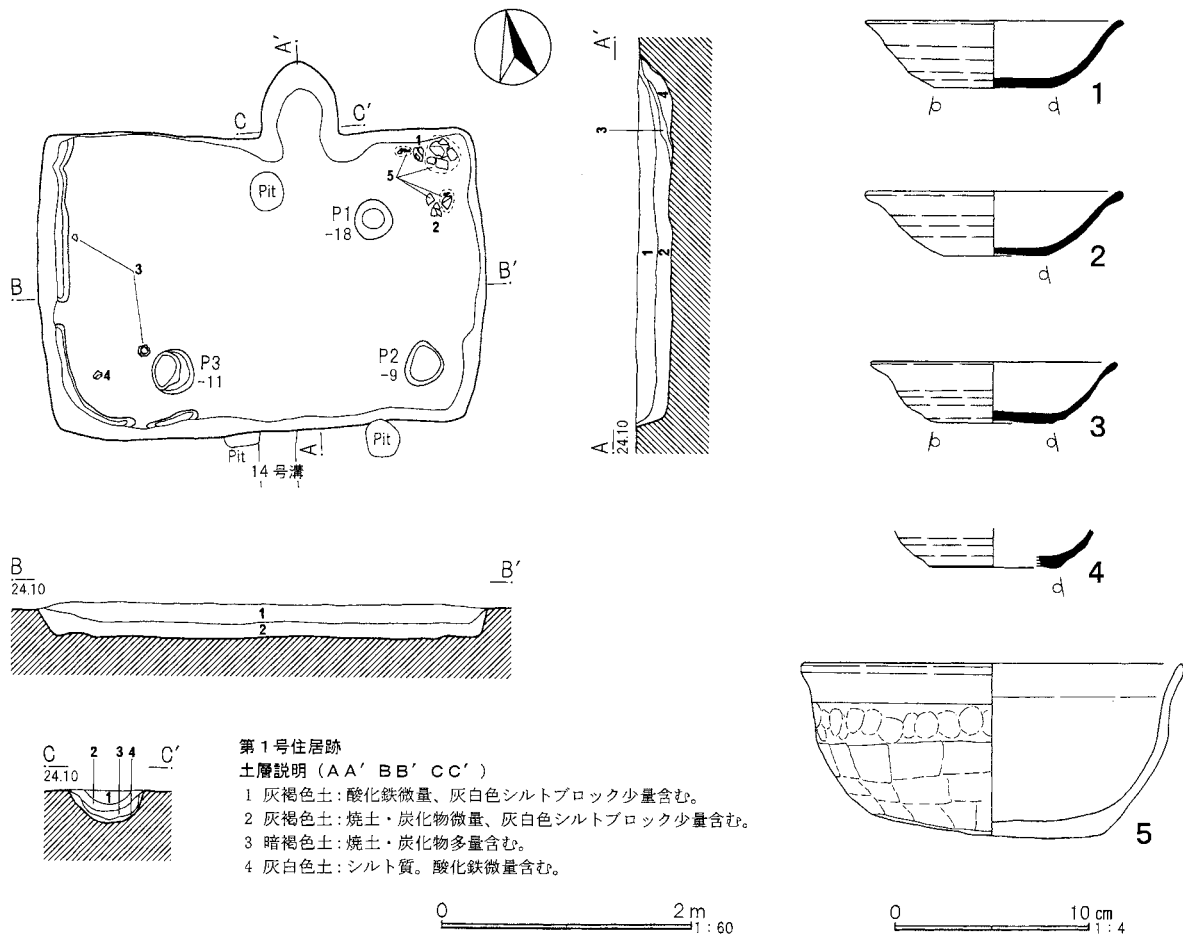 A′
C
C′
Pit
1
5
2
P1
-18
3
B
B′
P3
-11
4
P2
-9
Pit
A
Pit
14号溝
A′
4
3
1
2
A
24.10
B
24.10
B′
1
2
C
24.10
2
3
4
C′
1
第1号住居跡
土層説明(AA′ BB′ CC′)
1 灰褐色土:酸化鉄微量、灰白色シルトブロック少量含む。
2 灰褐色土:焼土・炭化物微量、灰白色シルトブロック少量含む。
3 暗褐色土:焼土・炭化物多量含む。
4 灰白色土:シルト質。酸化鉄微量含む。
0
2m
1:60
1
2
3
4
5
0
10cm
1:4